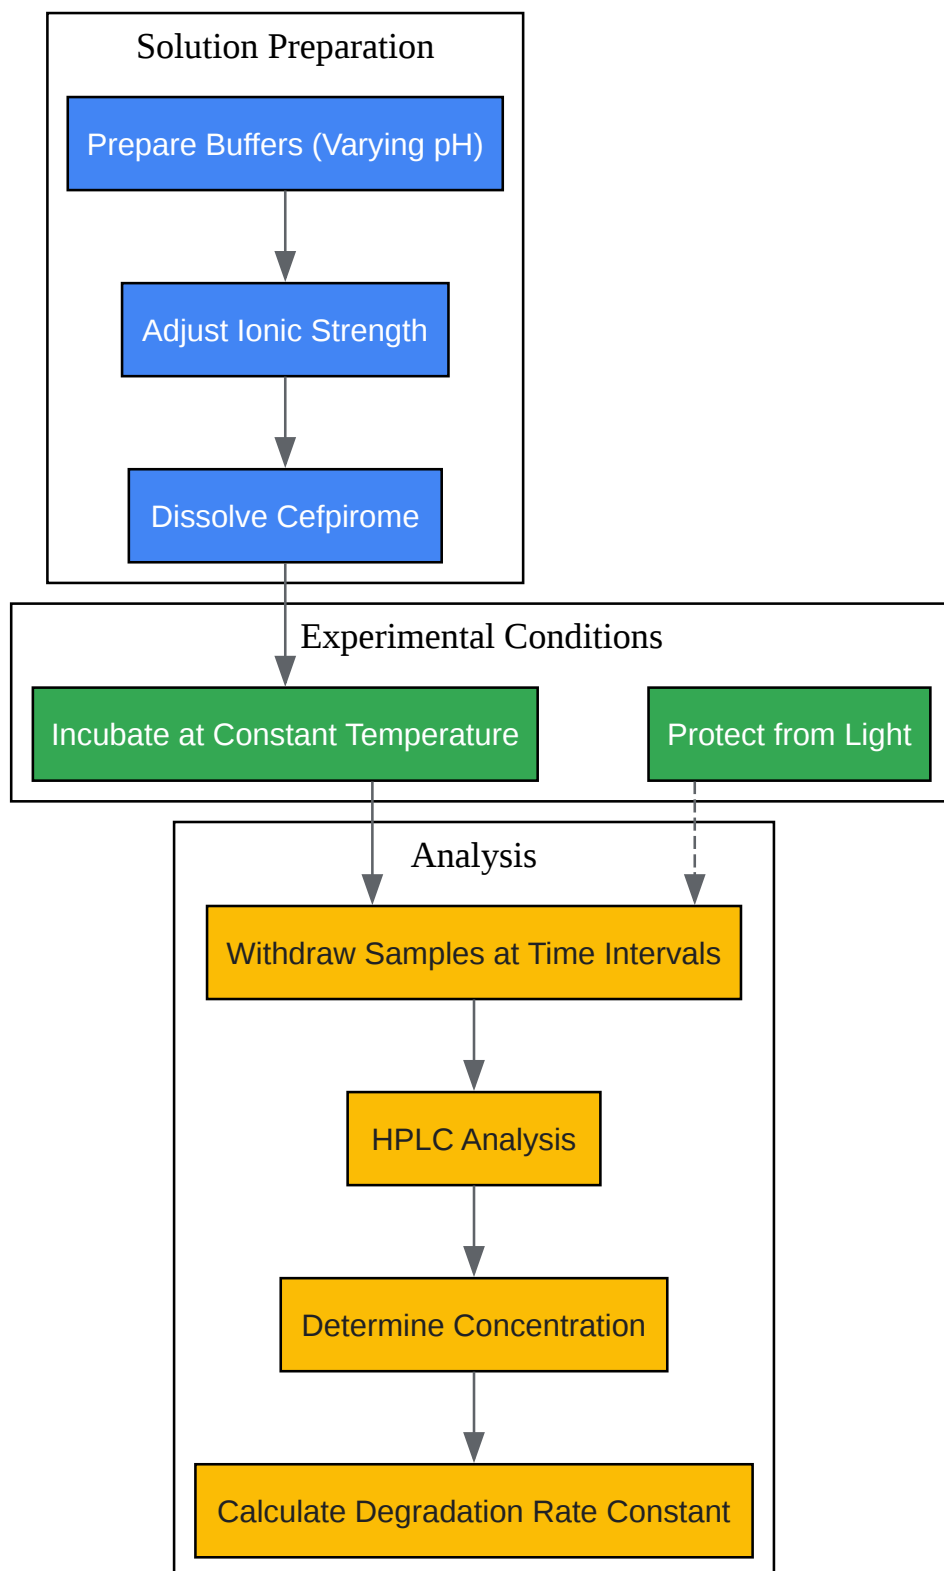 Solution Preparation
Prepare Buffers (Varying pH)
Adjust Ionic Strength
Dissolve Cefpirome
Experimental Conditions
Incubate at Constant Temperature
Protect from Light
Analysis
Withdraw Samples at Time Intervals
HPLC Analysis
Determine Concentration
Calculate Degradation Rate Constant